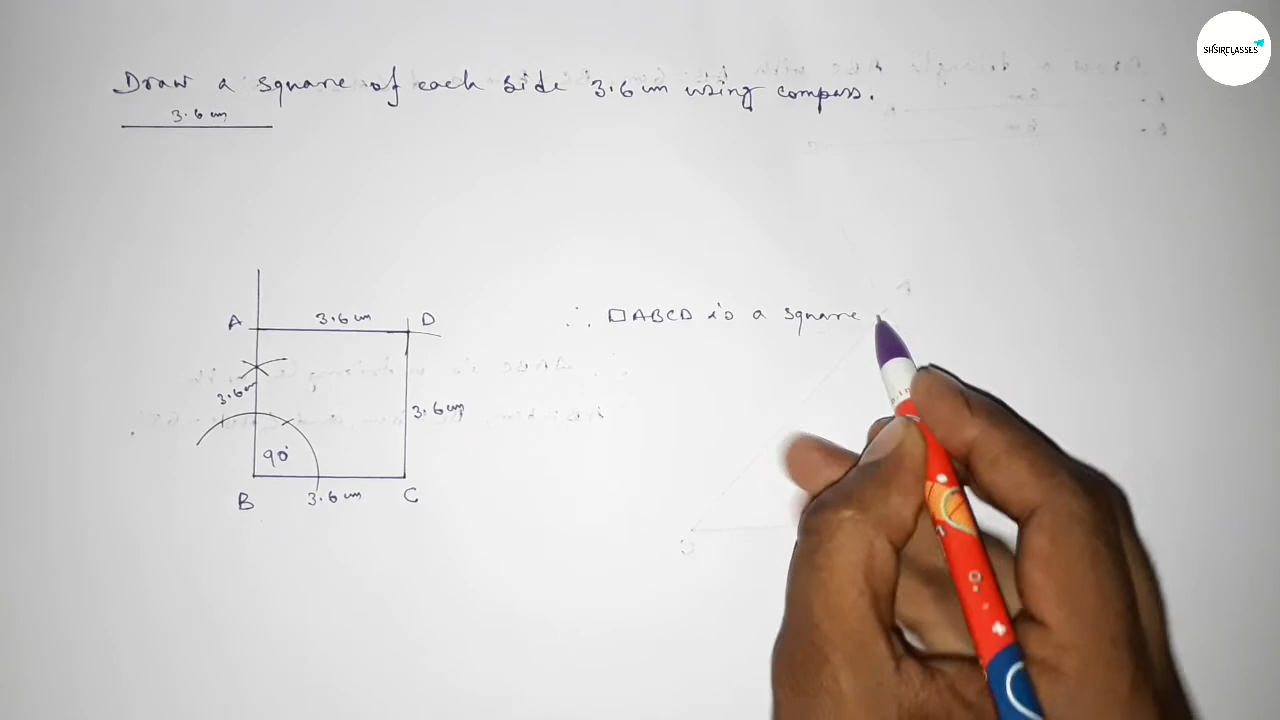 SHSIRCLASSES
Draw a square of each side 3.6 cm using compass.
3.6 cm
A 3.6 cm D
∴ □ABCD is a square
3.6 cm
3.6 cm
90°
B 3.6 cm C